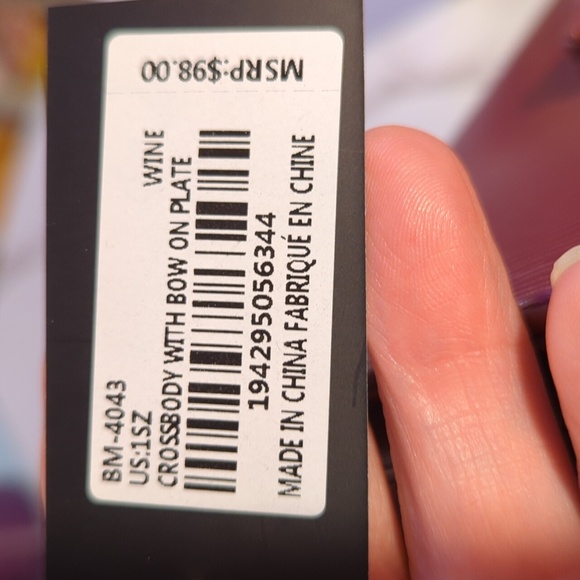 BM-4043
US:1SZ WINE
CROSSBODY WITH BOW ON PLATE
194295056344
MADE IN CHINA FABRIQUÉ EN CHINE
MSRP:$98.00